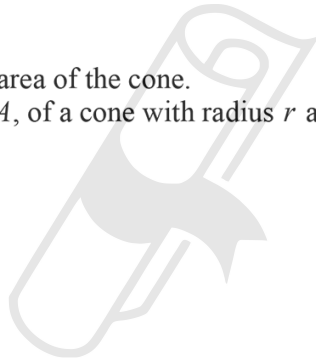 area of the cone.
A, of a cone with radius r a